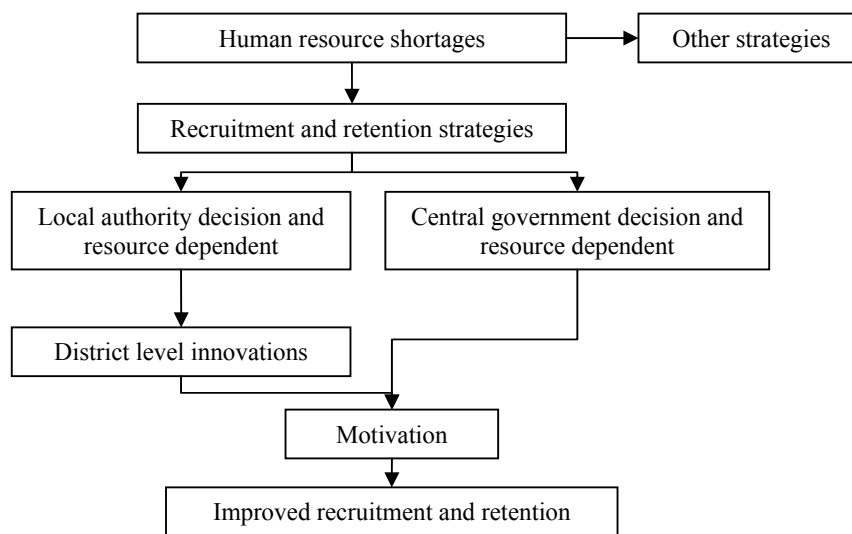 Human resource shortages
Other strategies
Recruitment and retention strategies
Local authority decision and
resource dependent
Central government decision and
resource dependent
District level innovations
Motivation
Improved recruitment and retention